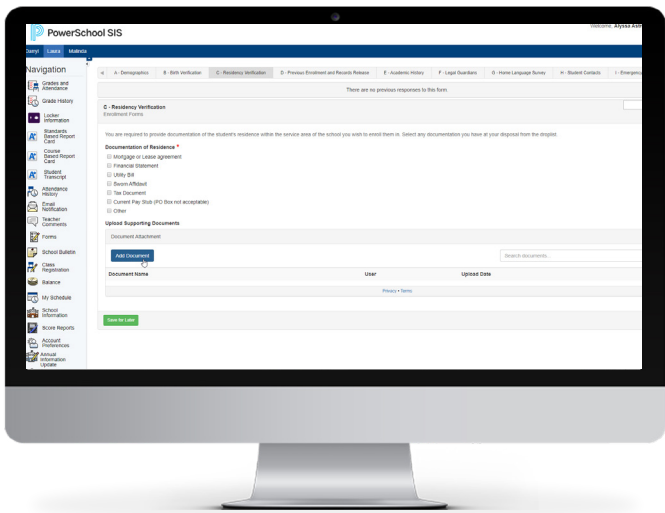 Welcome, Alyssa
PowerSchool SIS
Darryl Laura Malinda
Navigation
Grades and Attendance
Grade History
Locker Information
Standards Based Report Card
Course Based Report Card
Student Transcript
Attendance History
Email Notification
Teacher Comments
Forms
School Bulletin
Class Registration
Balance
My Schedule
School Information
Score Reports
Account Preferences
Annual Information Update
A - Demographics B - Birth Verification C - Residency Verification D - Previous Enrollment and Records Release E - Academic History F - Legal Guardians G - Home Language Survey H - Student Contacts I - Emergency
There are no previous responses to this form.
C - Residency Verification
Enrollment Forms
You are required to provide documentation of the student's residence within the service area of the school you wish to enroll them in. Select any documentation you have at your disposal from the droplist:
Documentation of Residence *
Mortgage or Lease agreement
Financial Statement
Utility Bill
Sworn Affidavit
Tax Document
Current Pay Stub (PO Box not acceptable)
Other
Upload Supporting Documents
Document Attachment
Add Document
Search documents...
Document Name User Upload Date
Privacy • Terms
Save for Later